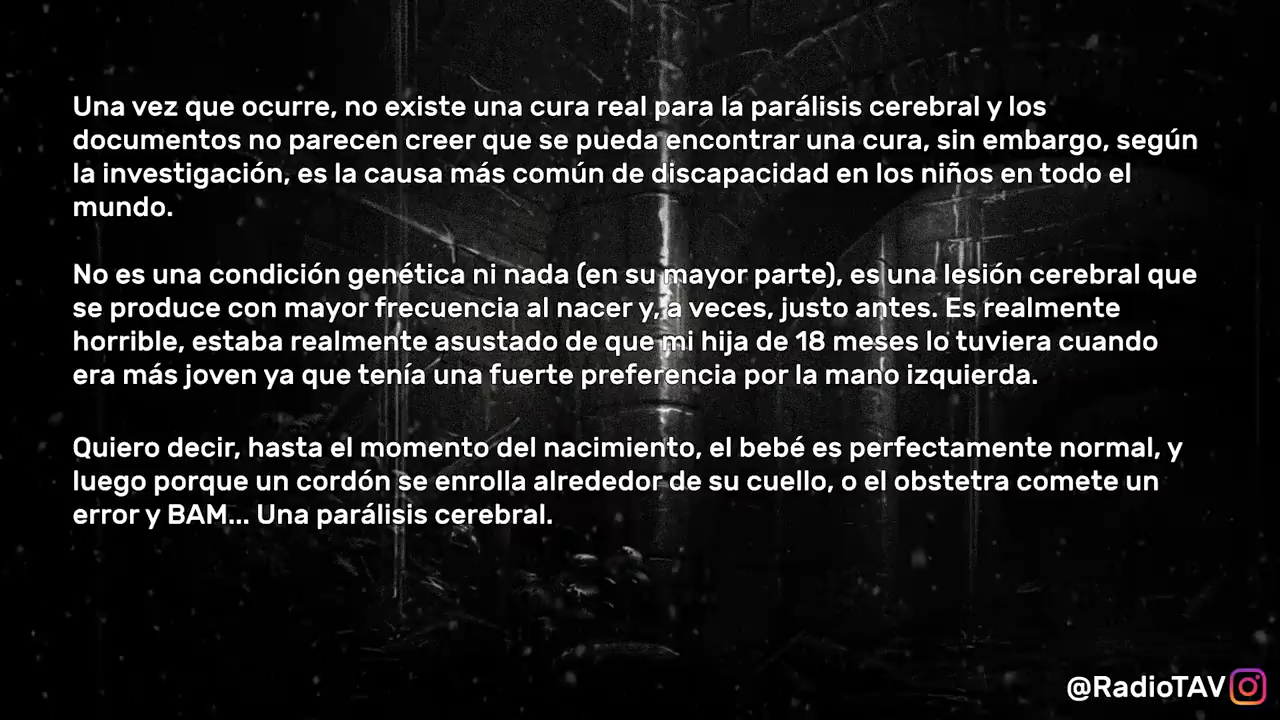 Una vez que ocurre, no existe una cura real para la parálisis cerebral y los
documentos no parecen creer que se pueda encontrar una cura, sin embargo, según
la investigación, es la causa más común de discapacidad en los niños en todo el
mundo.
No es una condición genética ni nada (en su mayor parte), es una lesión cerebral que
se produce con mayor frecuencia al nacer y, a veces, justo antes. Es realmente
horrible, estaba realmente asustado de que mi hija de 18 meses lo tuviera cuando
era más joven ya que tenía una fuerte preferencia por la mano izquierda.
Quiero decir, hasta el momento del nacimiento, el bebé es perfectamente normal, y
luego porque un cordón se enrolla alrededor de su cuello, o el obstetra comete un
error y BAM... Una parálisis cerebral.
@RadioTAV